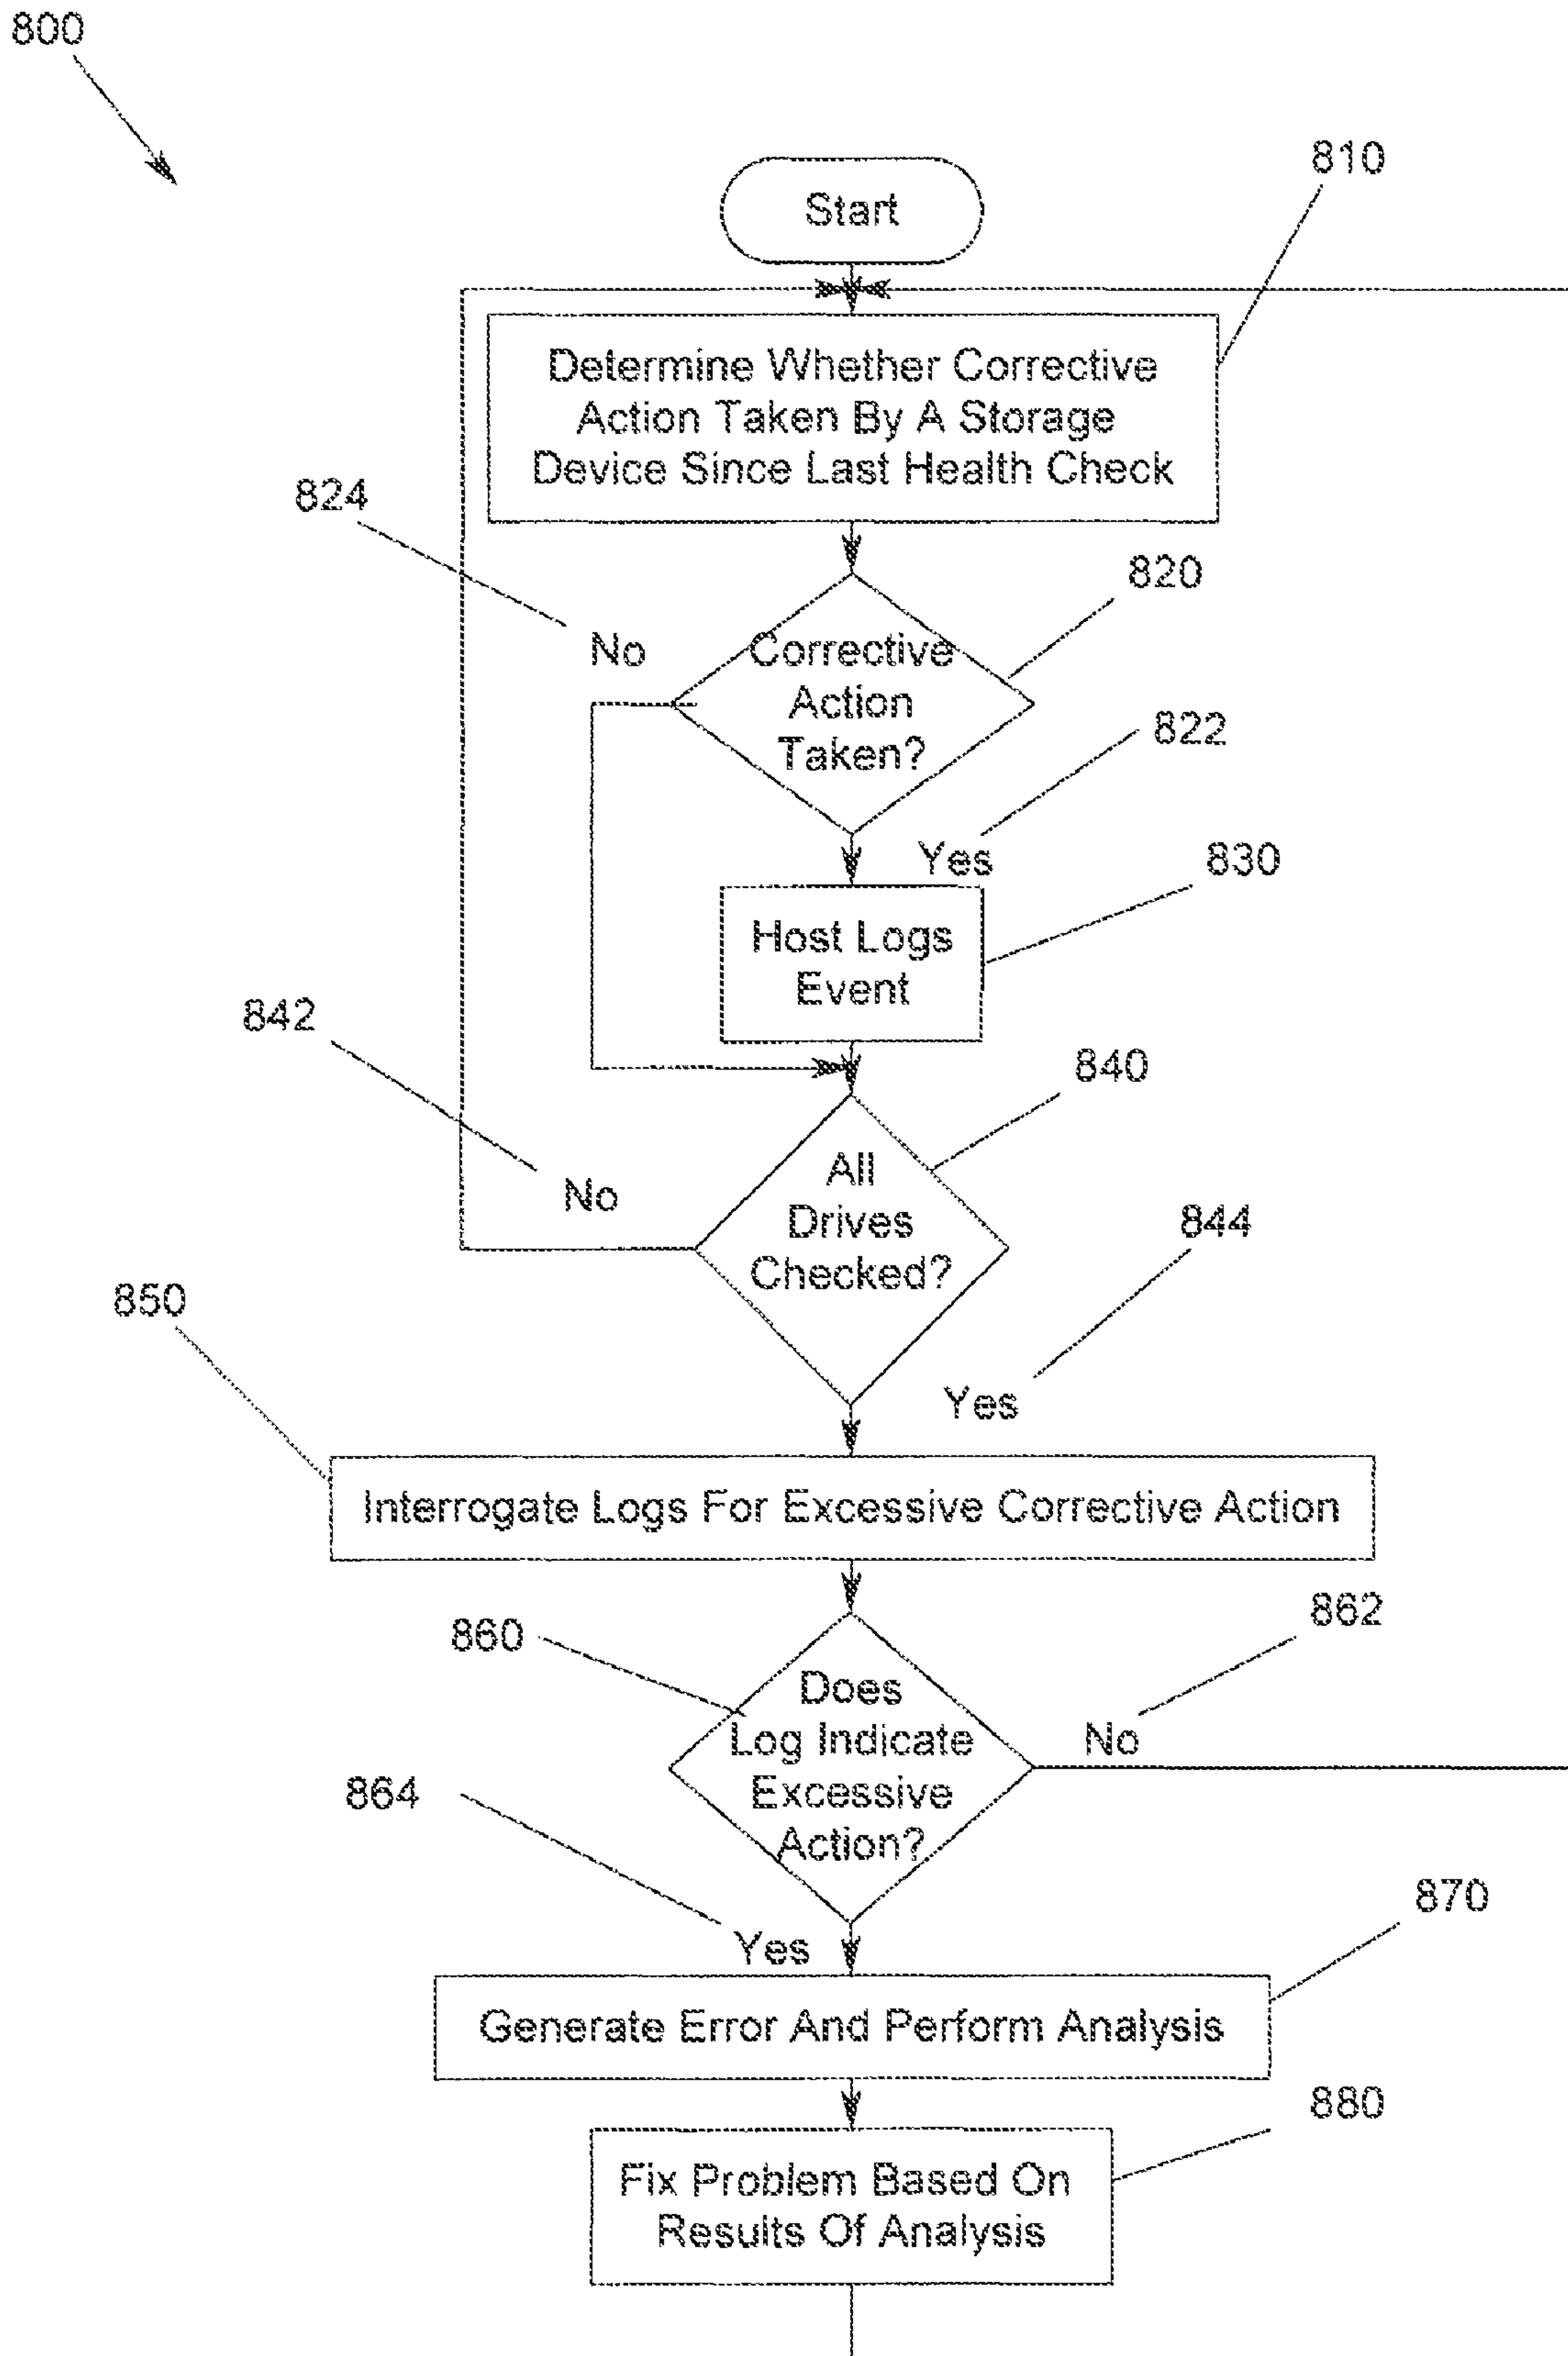 800
Start
810
Determine Whether Corrective
Action Taken By A Storage
Device Since Last Health Check
824
820
No
Corrective
Action
Taken?
822
Yes
830
Host Logs
Event
842
840
All
Drives
Checked?
No
844
850
Yes
Interrogate Logs For Excessive Corrective Action
860
862
Does
Log Indicate
Excessive
Action?
No
864
870
Yes
Generate Error And Perform Analysis
880
Fix Problem Based On
Results Of Analysis